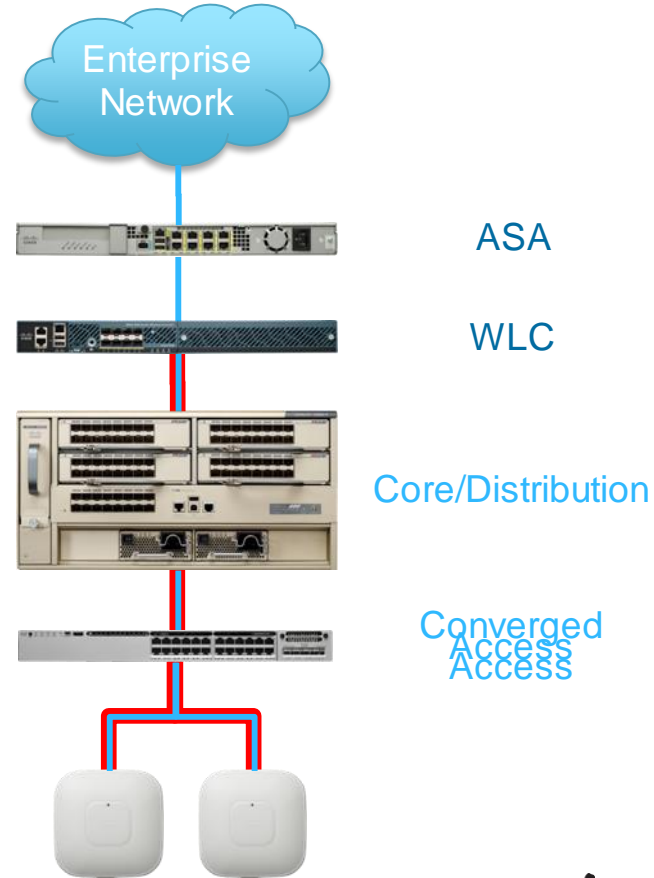 Enterprise
Network
ASA
WLC
Core/Distribution
Converged
Access
Access